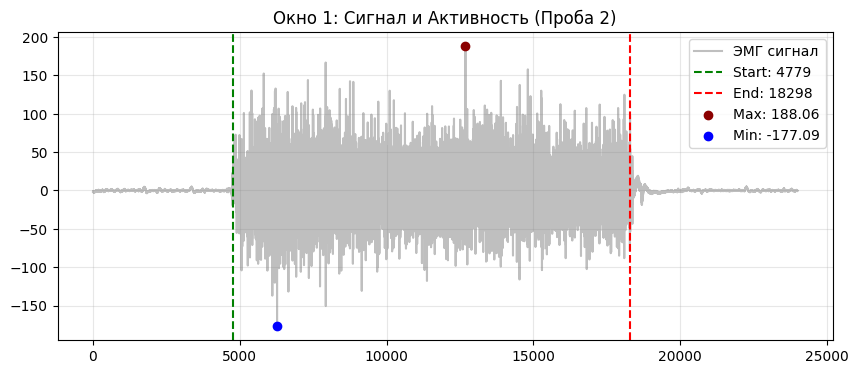 Окно 1: Сигнал и Активность (Проба 2)
200
150
100
50
0
−50
−100
−150
ЭМГ сигнал
Start: 4779
End: 18298
Max: 188.06
Min: -177.09
0 5000 10000 15000 20000 25000